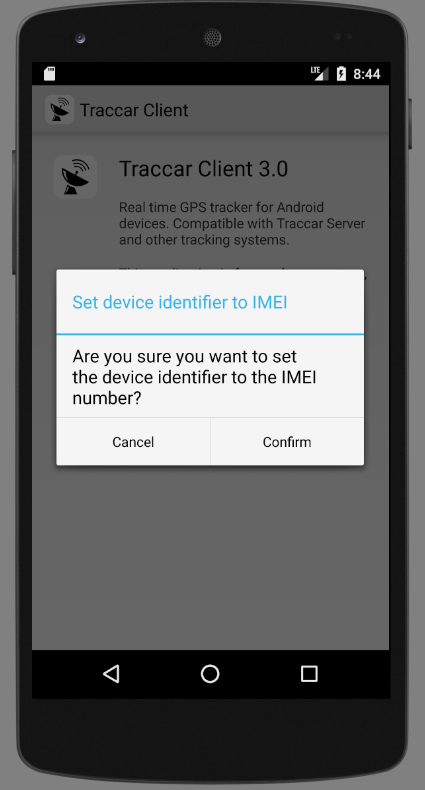 LTE 8:44
Traccar Client
Traccar Client 3.0
Real time GPS tracker for Android
devices. Compatible with Traccar Server
and other tracking systems.
Set device identifier to IMEI
Are you sure you want to set
the device identifier to the IMEI
number?
Cancel Confirm